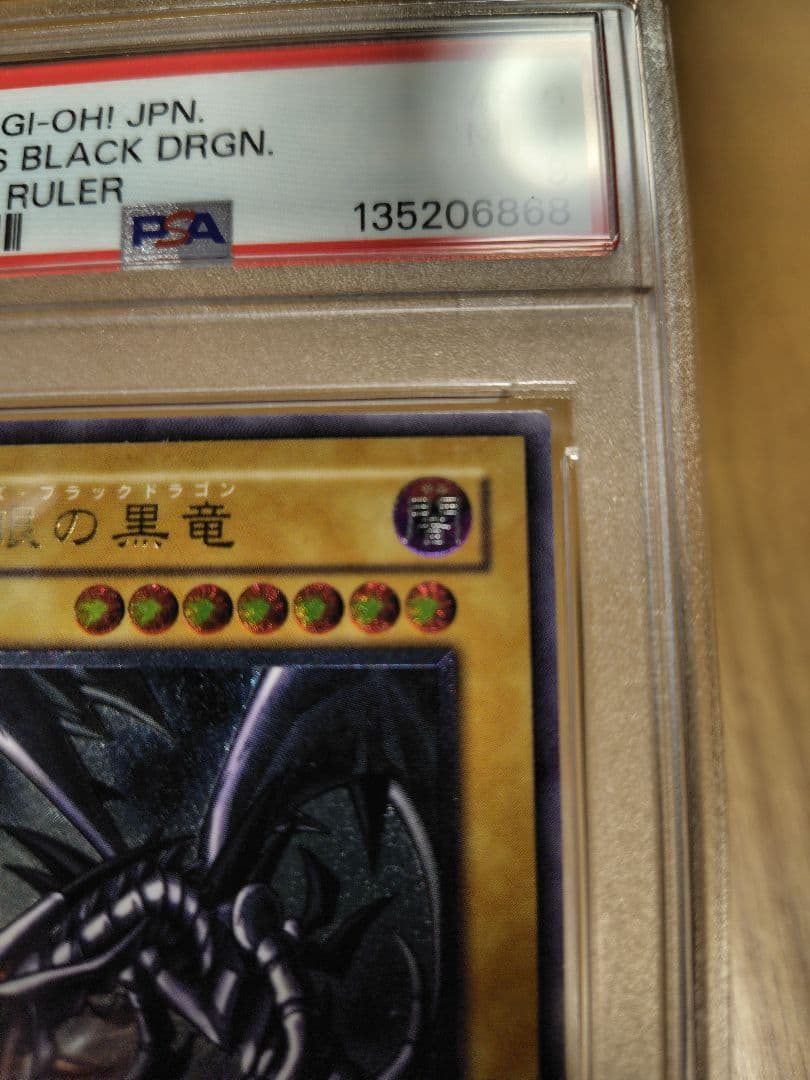 GI-OH! JPN.
S BLACK DRGN.
RULER
PSA
135206868
・ブラックドラゴン
眼の黒竜
闇